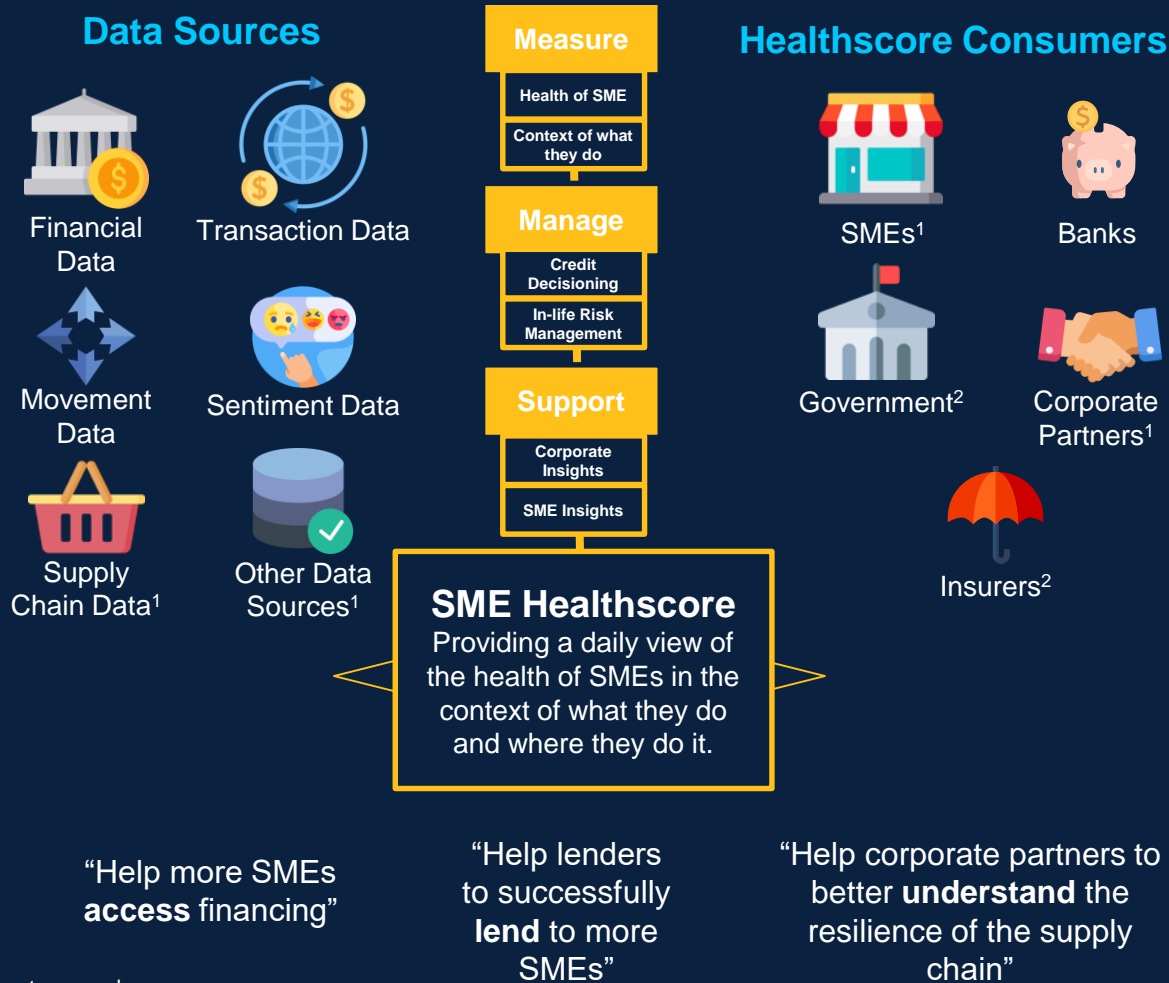 Data Sources
Financial
Data
Transaction Data
Movement
Data
Sentiment Data
Supply
Chain Data¹
Other Data
Sources¹
Measure
Health of SME
Context of what
they do
Manage
Credit
Decisioning
In-life Risk
Management
Support
Corporate
Insights
SME Insights
SME Healthscore
Providing a daily view of
the health of SMEs in the
context of what they do
and where they do it.
Healthscore Consumers
SMEs¹
Banks
Government²
Corporate
Partners¹
Insurers²
“Help more SMEs
access financing”
“Help lenders
to successfully
lend to more
SMEs”
“Help corporate partners to
better understand the
resilience of the supply
chain”